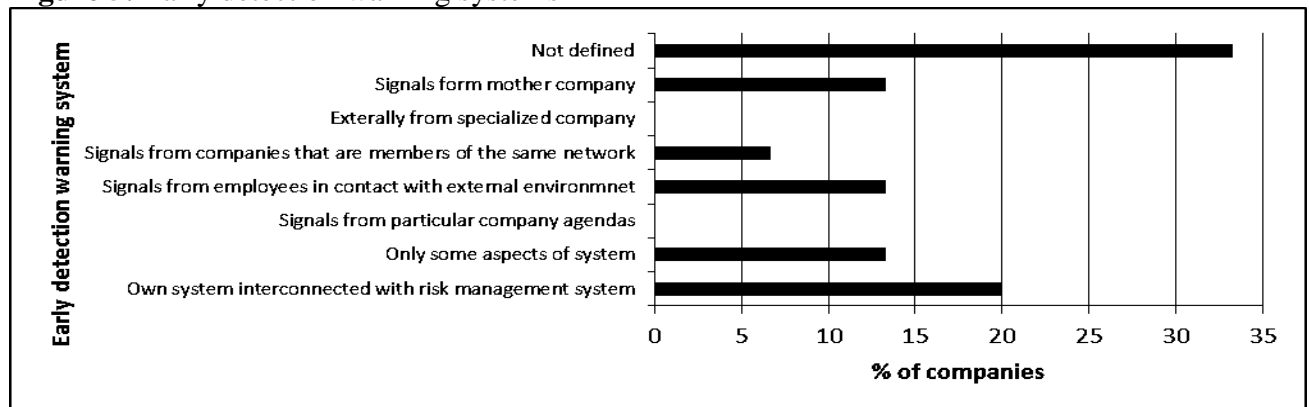 Early detection warning system
Not defined
Signals form mother company
Exterally from specialized company
Signals from companies that are members of the same network
Signals from employees in contact with external environmnet
Signals from particular company agendas
Only some aspects of system
Own system interconnected with risk management system
0 5 10 15 20 25 30 35
% of companies